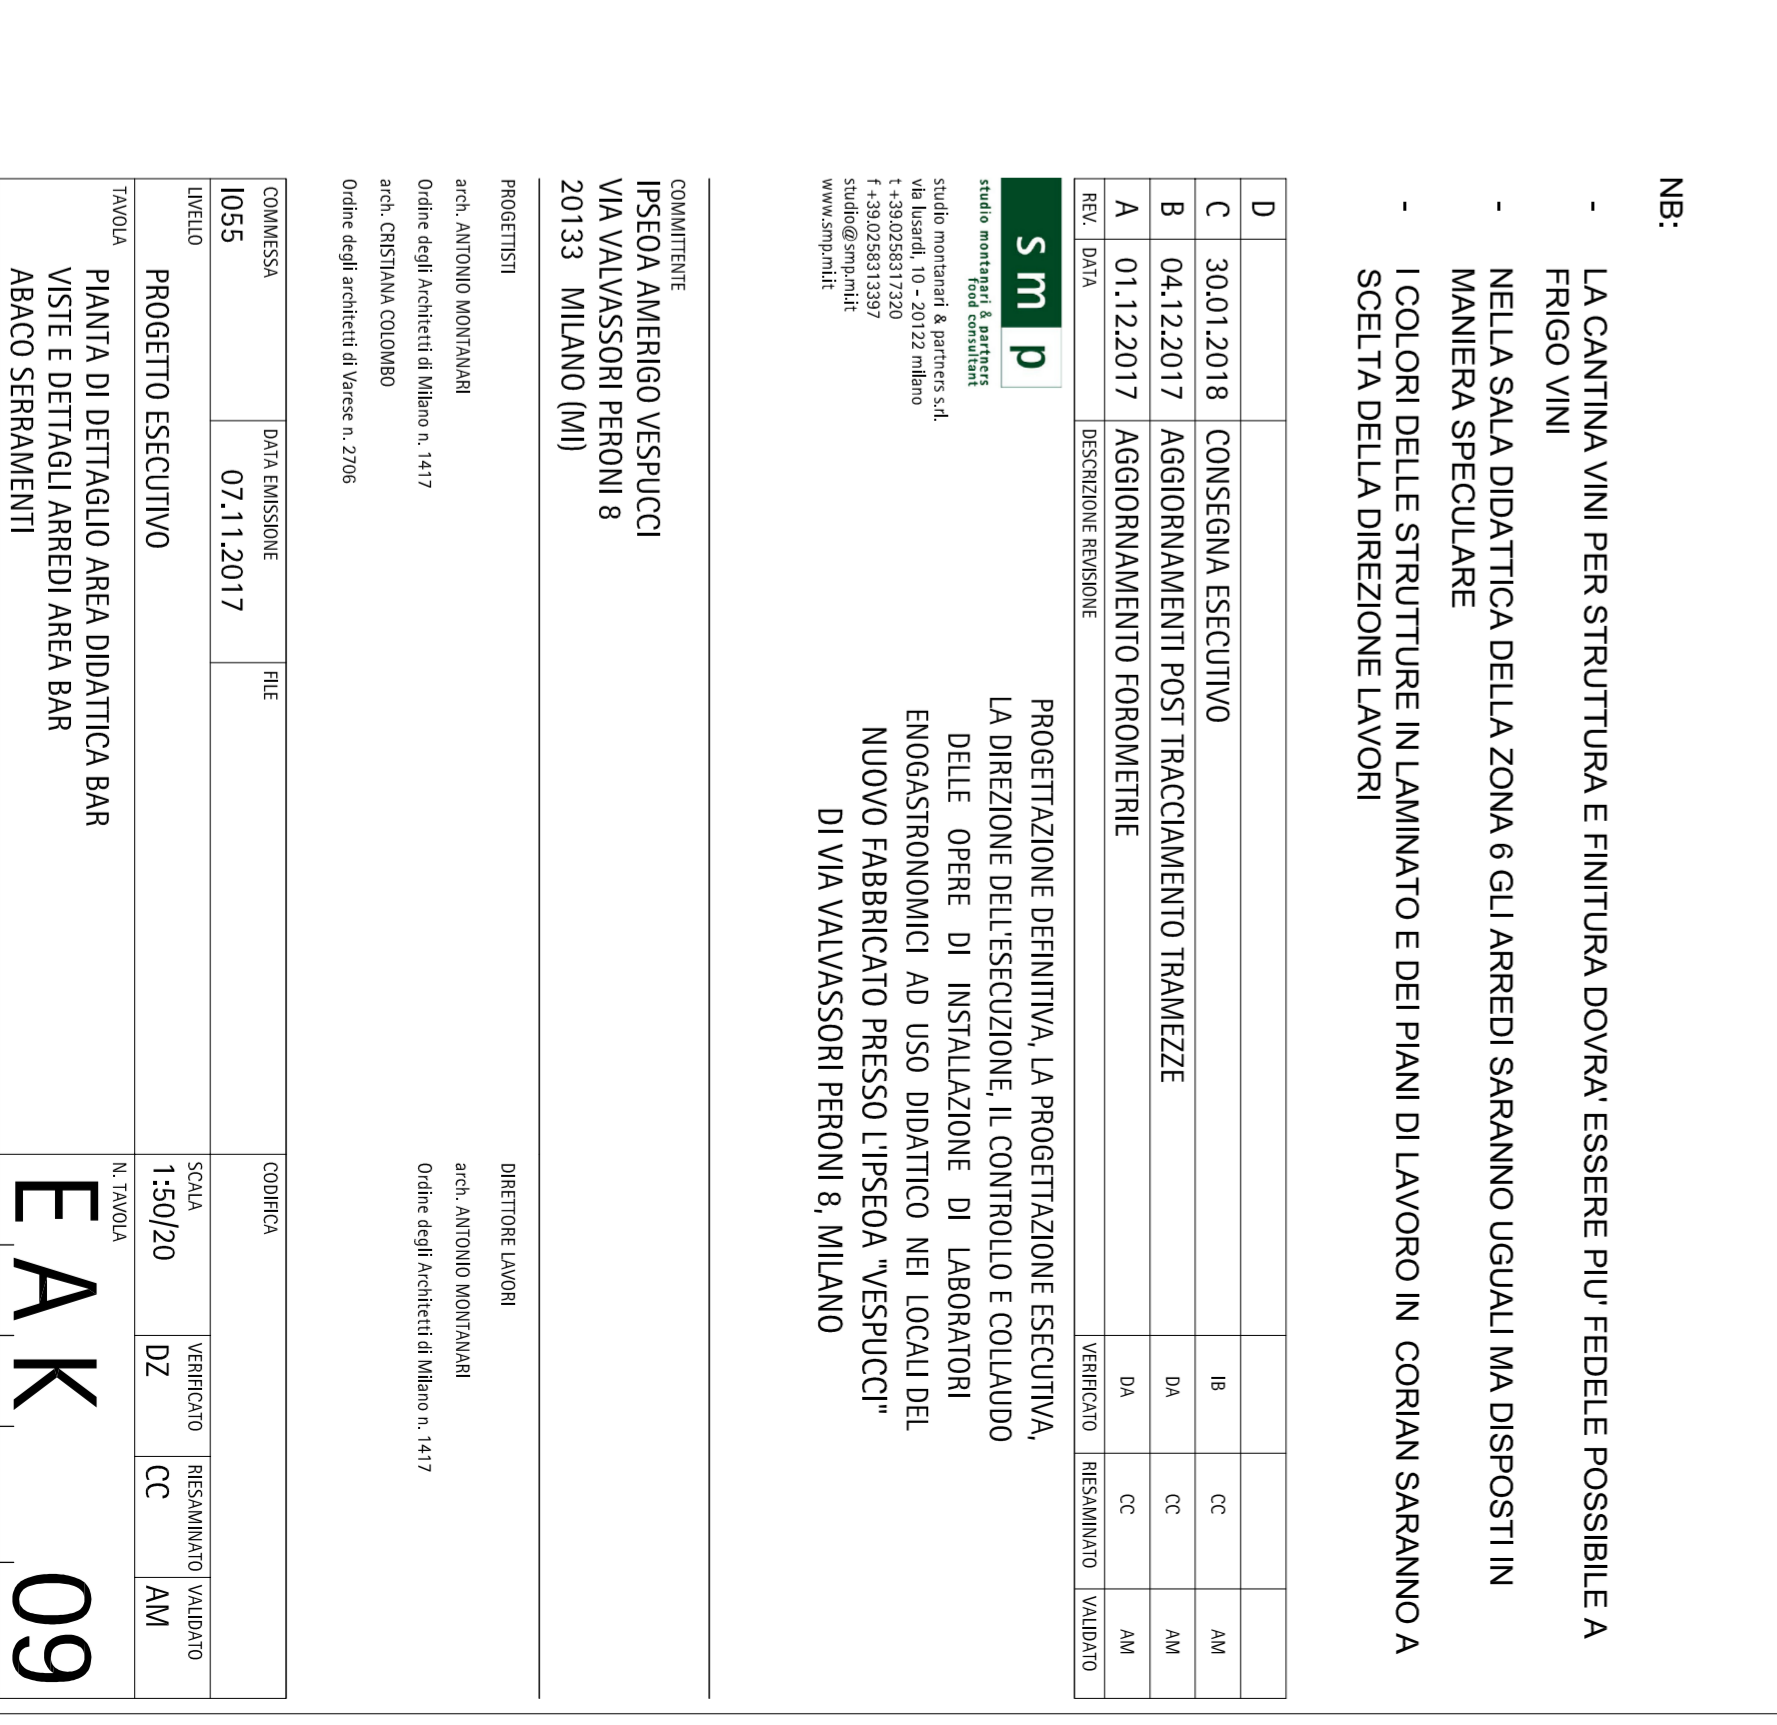 NB:
- LA CANTINA VINI PER STRUTTURA E FINITURA DOVRA' ESSERE PIU' FEDELE POSSIBILE A
FRIGO VINI
- NELLA SALA DIDATTICA DELLA ZONA 6 GLI ARREDI SARANNO UGUALI MA DISPOSTI IN
MANIERA SPECULARE
- I COLORI DELLE STRUTTURE IN LAMINATO E DEI PIANI DI LAVORO IN CORIAN SARANNO A
SCELTA DELLA DIREZIONE LAVORI
D
C 30.01.2018 CONSEGNA ESECUTIVO IB CC AM
B 04.12.2017 AGGIORNAMENTI POST TRACCIAMENTO TRAMEZZE DA CC AM
A 01.12.2017 AGGIORNAMENTO FOROMETRIE DA CC AM
REV. DATA DESCRIZIONE REVISIONE VERIFICATO RIESAMINATO VALIDATO
smp
studio montanari & partners
food consultant
studio montanari & partners s.r.l.
via lusardi, 10 - 20122 milano
t +39.0258317320
f +39.0258313397
studio@smp.mi.it
www.smp.mi.it
PROGETTAZIONE DEFINITIVA, LA PROGETTAZIONE ESECUTIVA,
LA DIREZIONE DELL'ESECUZIONE, IL CONTROLLO E COLLAUDO
DELLE OPERE DI INSTALLAZIONE DI LABORATORI
ENOGASTRONOMICI AD USO DIDATTICO NEI LOCALI DEL
NUOVO FABBRICATO PRESSO L'IPSEOA "VESPUCCI"
DI VIA VALVASSORI PERONI 8, MILANO
COMMITTENTE
IPSEOA AMERIGO VESPUCCI
VIA VALVASSORI PERONI 8
20133 MILANO (MI)
PROGETTISTI
arch. ANTONIO MONTANARI
Ordine degli Architetti di Milano n. 1417
arch. CRISTIANA COLOMBO
Ordine degli architetti di Varese n. 2706
DIRETTORE LAVORI
arch. ANTONIO MONTANARI
Ordine degli Architetti di Milano n. 1417
COMMESSA DATA EMISSIONE FILE CODIFICA
I055 07.11.2017
LIVELLO SCALA VERIFICATO RIESAMINATO VALIDATO
PROGETTO ESECUTIVO 1:50/20 DZ CC AM
TAVOLA N. TAVOLA
PIANTA DI DETTAGLIO AREA DIDATTICA BAR
VISTE E DETTAGLI ARREDI AREA BAR
ABACO SERRAMENTI
E A K 09